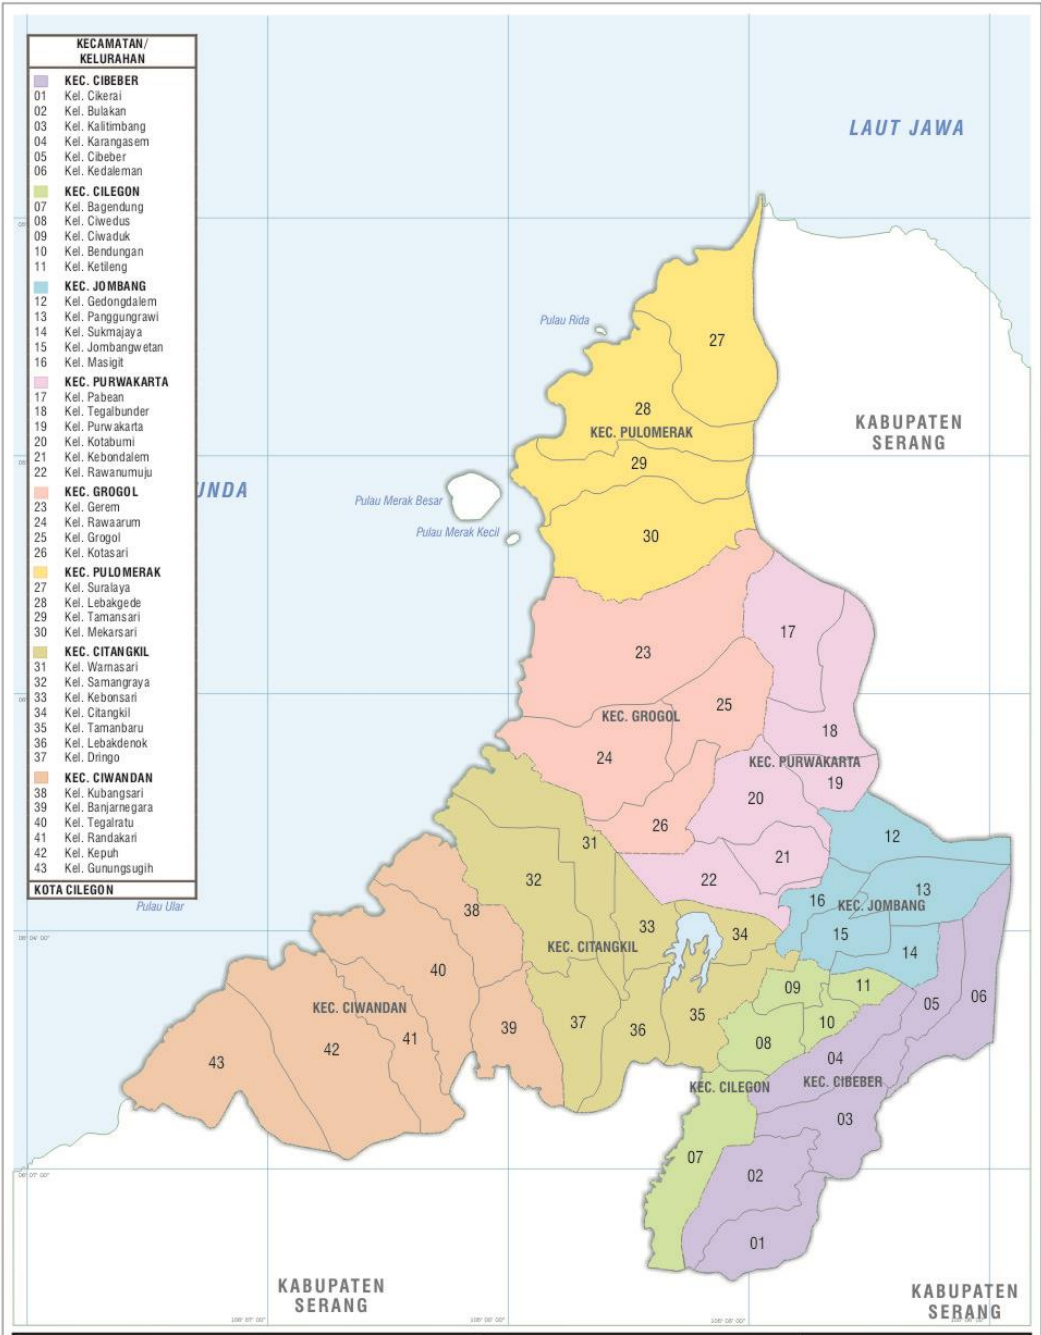 KECAMATAN/
KELURAHAN
KEC. CIBEBER
01 Kel. Cikerai
02 Kel. Bulakan
03 Kel. Kalitimbang
04 Kel. Karangasem
05 Kel. Cibeber
06 Kel. Kedaleman
KEC. CILEGON
07 Kel. Bagendung
08 Kel. Ciwedus
09 Kel. Ciwaduk
10 Kel. Bendungan
11 Kel. Ketileng
KEC. JOMBANG
12 Kel. Gedongdalem
13 Kel. Panggungrawi
14 Kel. Sukmajaya
15 Kel. Jombangwetan
16 Kel. Masigit
KEC. PURWAKARTA
17 Kel. Pabean
18 Kel. Tegalbunder
19 Kel. Purwakarta
20 Kel. Kotabumi
21 Kel. Kebondalem
22 Kel. Rawanumuju
KEC. GROGOL
23 Kel. Gerem
24 Kel. Rawaarum
25 Kel. Grogol
26 Kel. Kotasari
KEC. PULOMERAK
27 Kel. Suralaya
28 Kel. Lebakgede
29 Kel. Tamansari
30 Kel. Mekarsari
KEC. CITANGKIL
31 Kel. Warnasari
32 Kel. Samangraya
33 Kel. Kebonsari
34 Kel. Citangkil
35 Kel. Tamanbaru
36 Kel. Lebakdenok
37 Kel. Dringo
KEC. CIWANDAN
38 Kel. Kubangsari
39 Kel. Banjarnegara
40 Kel. Tegalratu
41 Kel. Randakari
42 Kel. Kepuh
43 Kel. Gunungsugih
KOTA CILEGON
LAUT JAWA
UNDA
Pulau Rida
Pulau Merak Besar
Pulau Merak Kecil
Pulau Ular
KABUPATEN
SERANG
27
28
KEC. PULOMERAK
29
30
23
17
25
KEC. GROGOL
18
24
KEC. PURWAKARTA
19
20
26
12
31
21
32
22
13
16
KEC. JOMBANG
38
33
34
15
KEC. CITANGKIL
14
40
09
11
06
05
KEC. CIWANDAN
35
10
37
36
39
41
42
08
04
43
KEC. CILEGON
KEC. CIBEBER
03
07
02
01
06° 04' 00"
06° 07' 00"
KABUPATEN
SERANG
KABUPATEN
SERANG